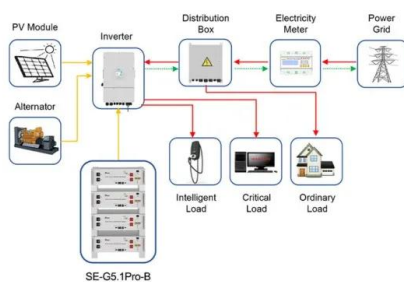 PV Module
Inverter
Distribution
Box
Electricity
Meter
Power
Grid
Alternator
Intelligent
Load
Critical
Load
Ordinary
Load
SE-G5.1Pro-B